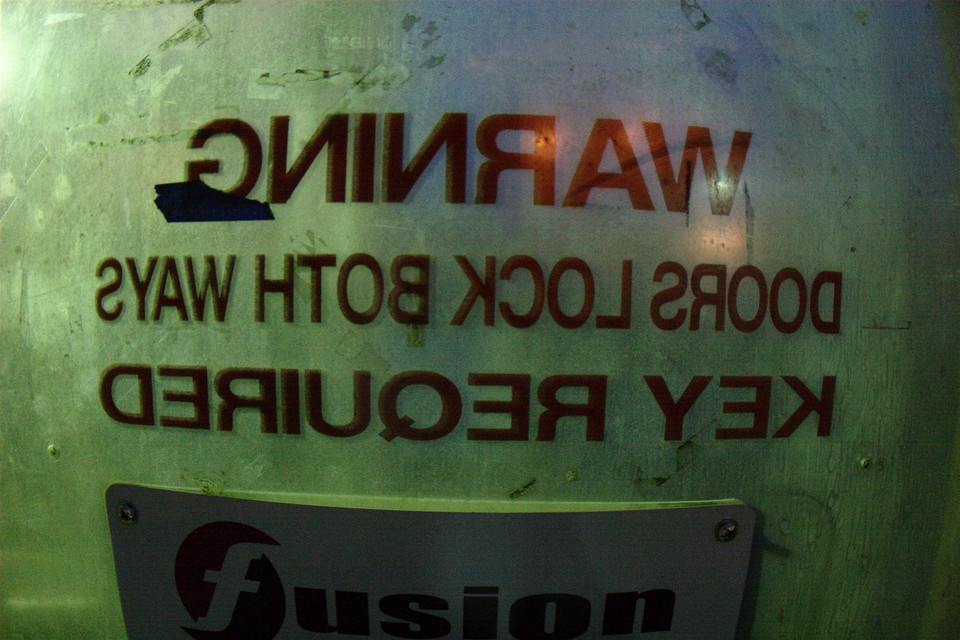 WARNING
DOORS LOCK BOTH WAYS
KEY REQUIRED
fusion